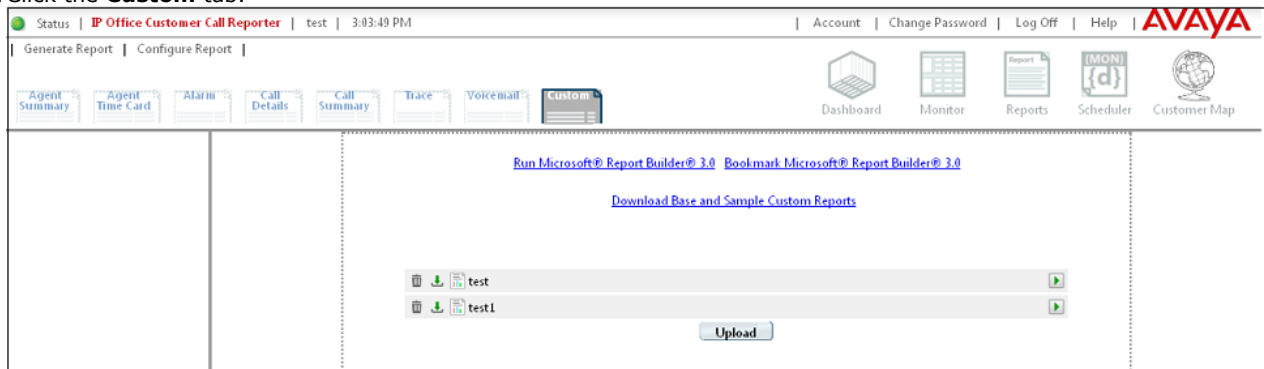 Click the Custom tab.
Status | IP Office Customer Call Reporter | test | 3:03:49 PM | Account | Change Password | Log Off | Help | AVAYA
| Generate Report | Configure Report |
Agent Summary Agent Time Card Alarm Call Details Call Summary Trace Voicemail Custom
Report (MON) {d}
Dashboard Monitor Reports Scheduler Customer Map
Run Microsoft® Report Builder® 3.0 Bookmark Microsoft® Report Builder® 3.0
Download Base and Sample Custom Reports
test
test1
Upload